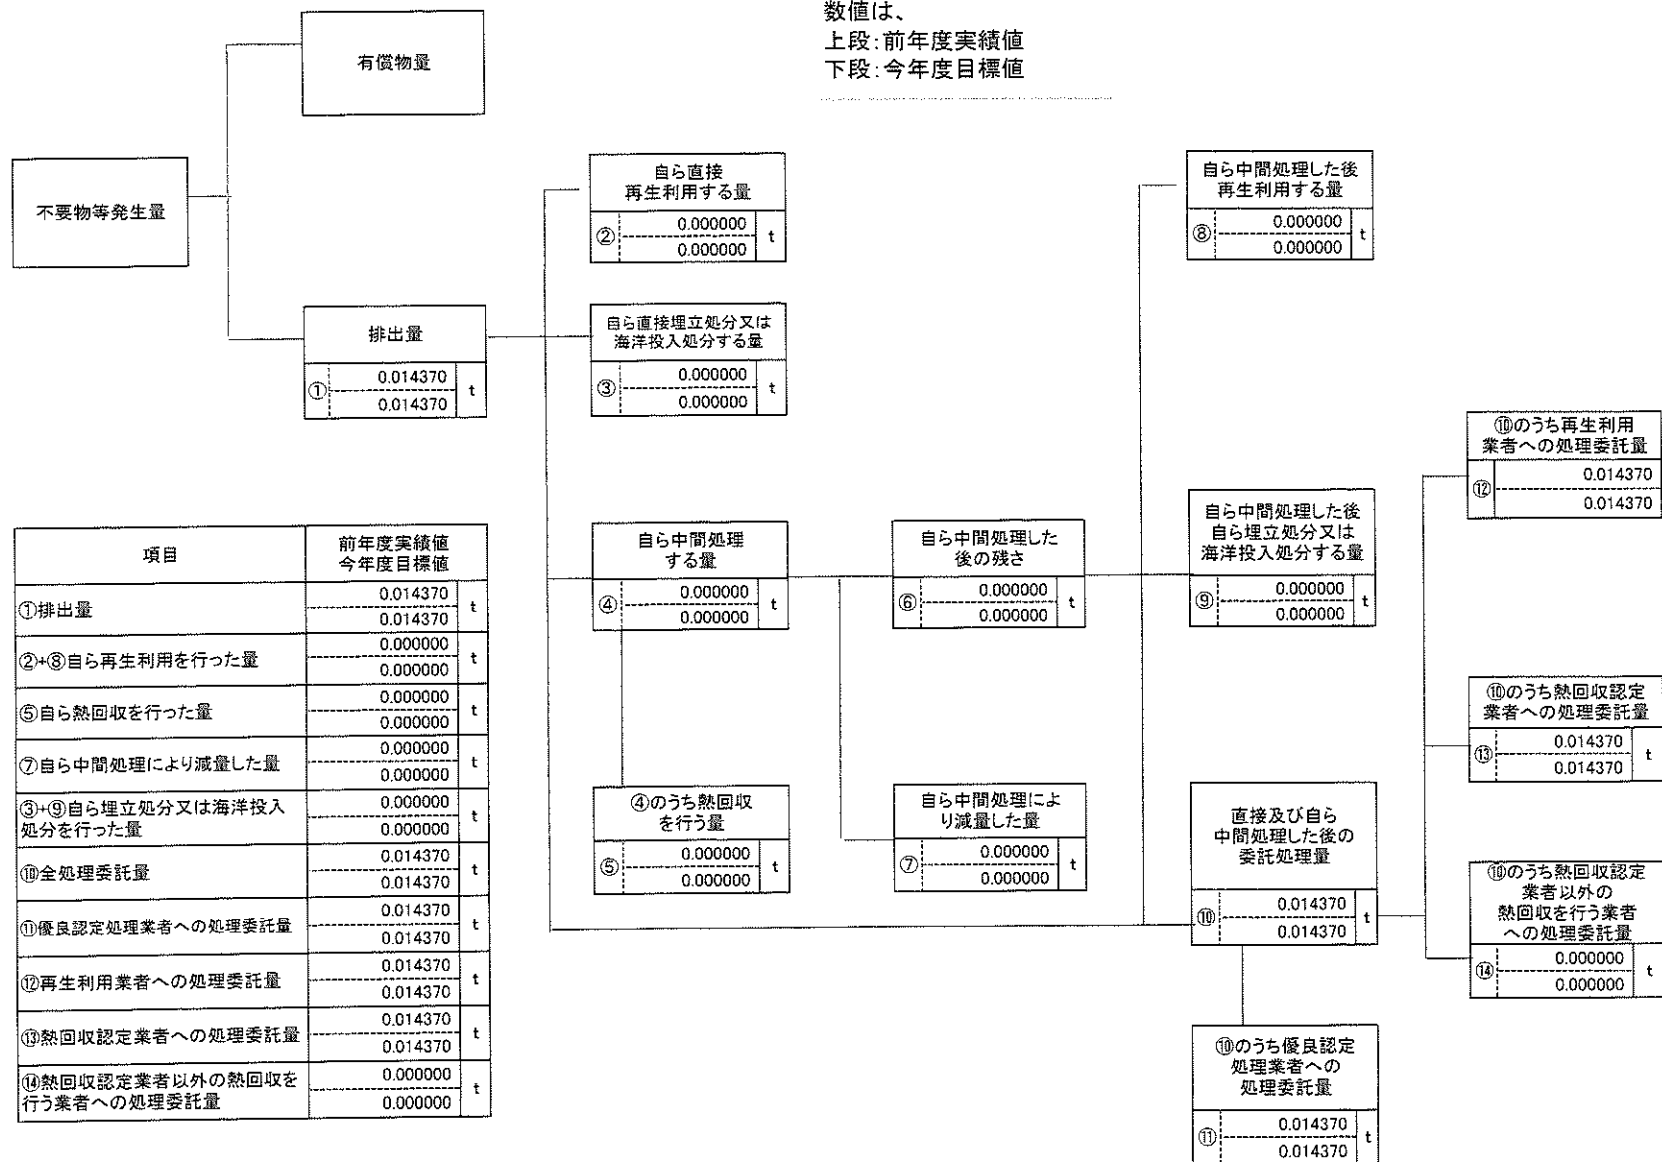 数値は、
上段：前年度実績値
下段：今年度目標値
有償物量
不要物等発生量
排出量
① 0.014370 t
0.014370
自ら直接
再生利用する量
② 0.000000 t
0.000000
自ら直接埋立処分又は
海洋投入処分する量
③ 0.000000 t
0.000000
自ら中間処理
する量
④ 0.000000 t
0.000000
④のうち熱回収
を行う量
⑤ 0.000000 t
0.000000
自ら中間処理した
後の残さ
⑥ 0.000000 t
0.000000
自ら中間処理によ
り減量した量
⑦ 0.000000 t
0.000000
自ら中間処理した後
再生利用する量
⑧ 0.000000 t
0.000000
自ら中間処理した後
自ら埋立処分又は
海洋投入処分する量
⑨ 0.000000 t
0.000000
直接及び自ら
中間処理した後の
委託処理量
⑩ 0.014370 t
0.014370
⑩のうち優良認定
処理業者への
処理委託量
⑪ 0.014370 t
0.014370
⑩のうち再生利用
業者への処理委託量
⑫ 0.014370
0.014370
⑩のうち熱回収認定
業者への処理委託量
⑬ 0.014370 t
0.014370
⑩のうち熱回収認定
業者以外の
熱回収を行う業者
への処理委託量
⑭ 0.000000 t
0.000000
項目 前年度実績値
今年度目標値
①排出量 0.014370 t
0.014370
②+⑧自ら再生利用を行った量 0.000000 t
0.000000
⑤自ら熱回収を行った量 0.000000 t
0.000000
⑦自ら中間処理により減量した量 0.000000 t
0.000000
③+⑨自ら埋立処分又は海洋投入 0.000000 t
処分を行った量 0.000000
⑩全処理委託量 0.014370 t
0.014370
⑪優良認定処理業者への処理委託量 0.014370 t
0.014370
⑫再生利用業者への処理委託量 0.014370 t
0.014370
⑬熱回収認定業者への処理委託量 0.014370 t
0.014370
⑭熱回収認定業者以外の熱回収を 0.000000 t
行う業者への処理委託量 0.000000